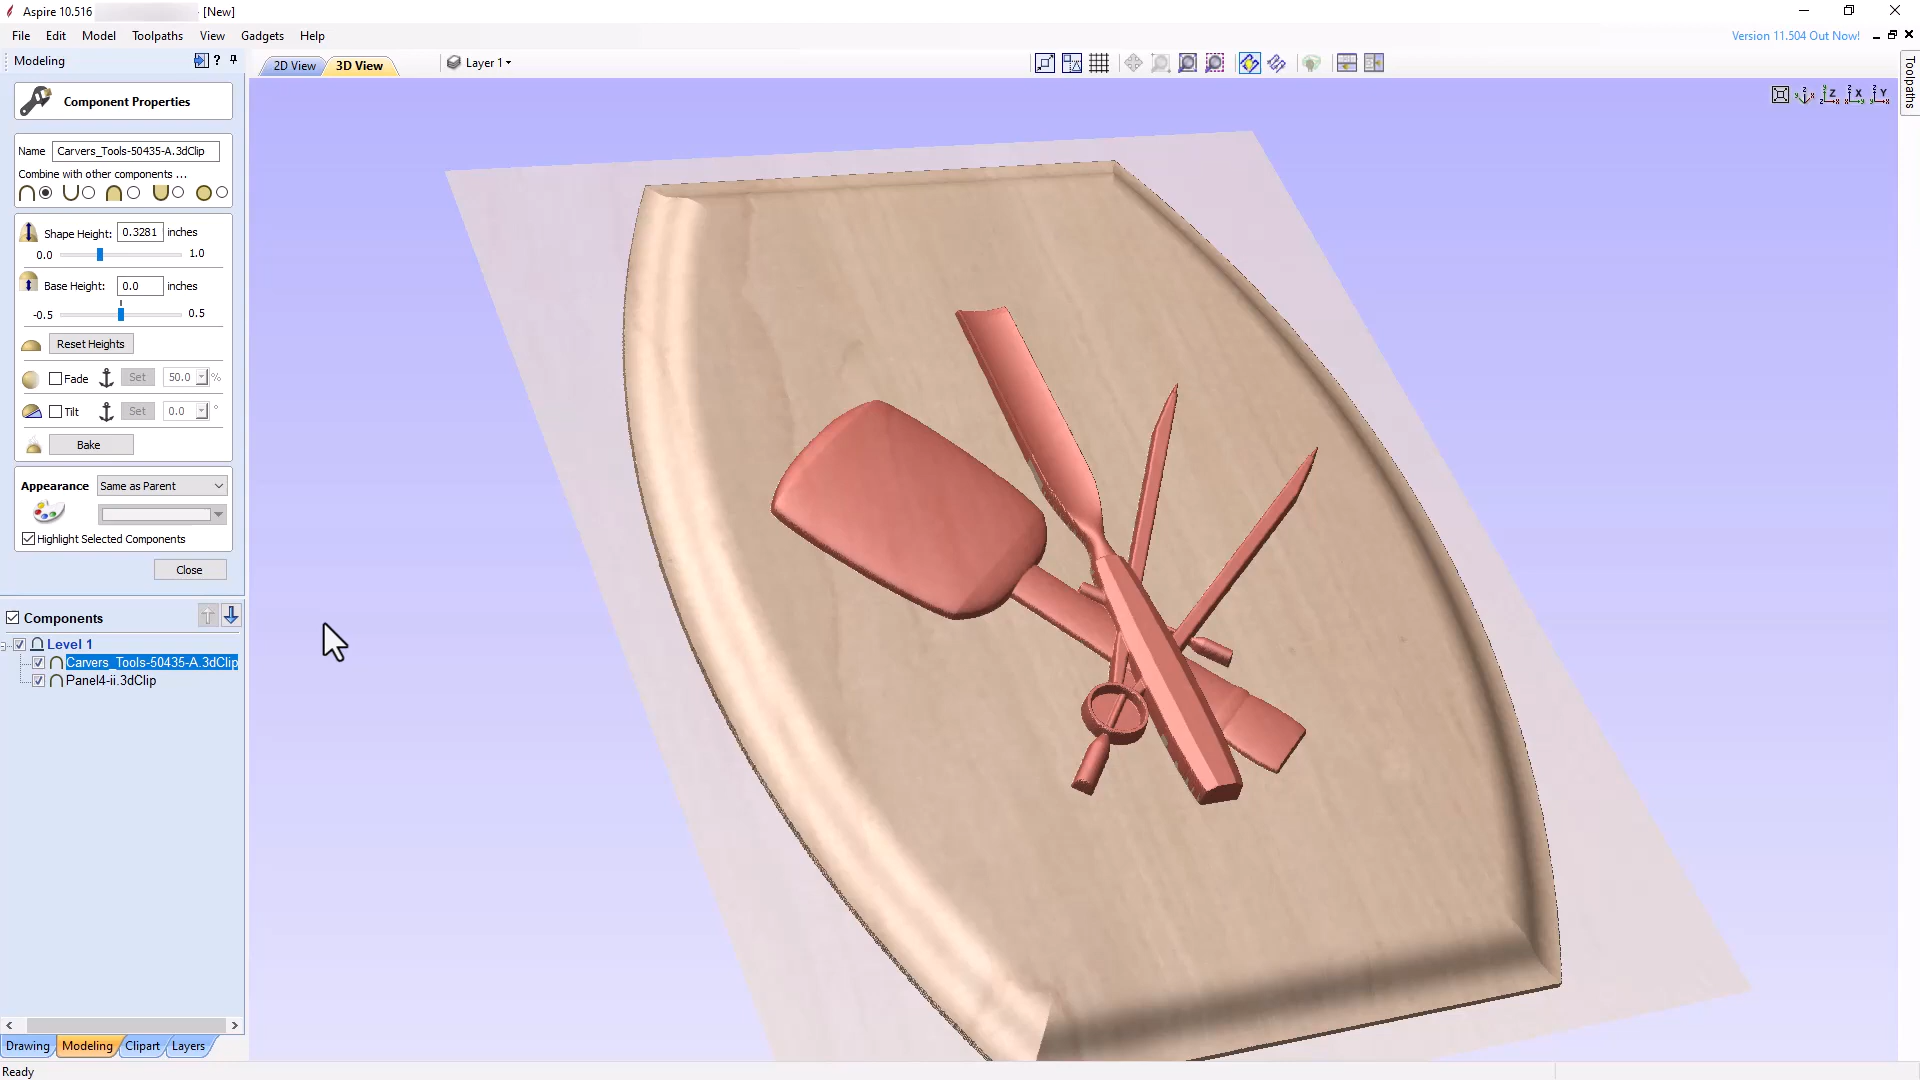 Aspire 10.516 [New]
File Edit Model Toolpaths View Gadgets Help
Version 11.504 Out Now!
Modeling ?
2D View 3D View Layer 1
Toolpaths
Z X Y
Component Properties
Name Carvers_Tools-50435-A.3dClip
Combine with other components ...
Shape Height: 0.3281 inches
0.0 1.0
Base Height: 0.0 inches
-0.5 0.5
Reset Heights
Fade Set 50.0 %
Tilt Set 0.0 °
Bake
Appearance Same as Parent
Highlight Selected Components
Close
Components
Level 1
Carvers_Tools-50435-A.3dClip
Panel4-ii.3dClip
Drawing Modeling Clipart Layers
Ready